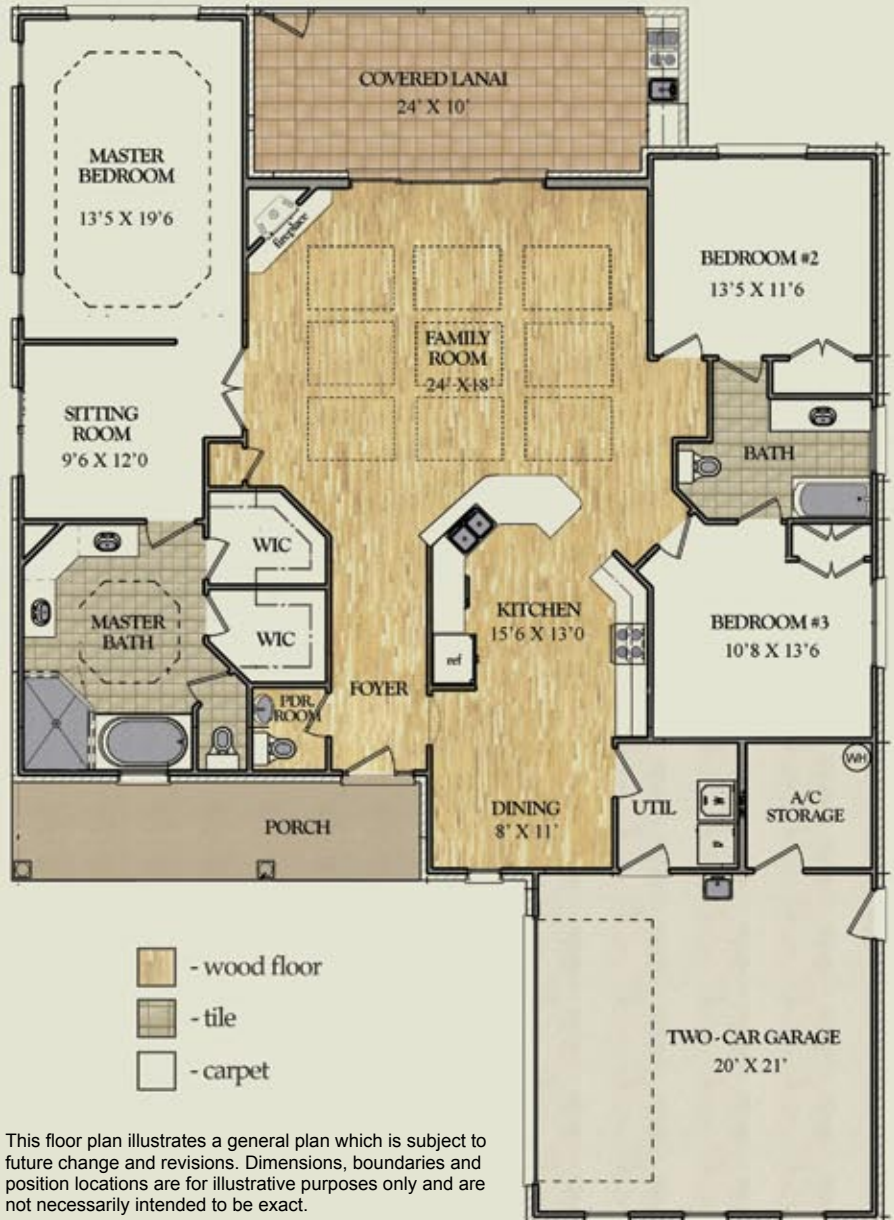 COVERED LANAI
24' X 10'
MASTER
BEDROOM
13'5 X 19'6
fireplace
BEDROOM #2
13'5 X 11'6
FAMILY
ROOM
24' X18'
SITTING
ROOM
9'6 X 12'0
BATH
WIC
WIC
MASTER
BATH
KITCHEN
15'6 X 13'0
ref
BEDROOM #3
10'8 X 13'6
FOYER
PDR.
ROOM
PORCH
DINING
8' X 11'
UTIL
A/C
STORAGE
WH
- wood floor
- tile
- carpet
TWO-CAR GARAGE
20' X 21'
This floor plan illustrates a general plan which is subject to
future change and revisions. Dimensions, boundaries and
position locations are for illustrative purposes only and are
not necessarily intended to be exact.